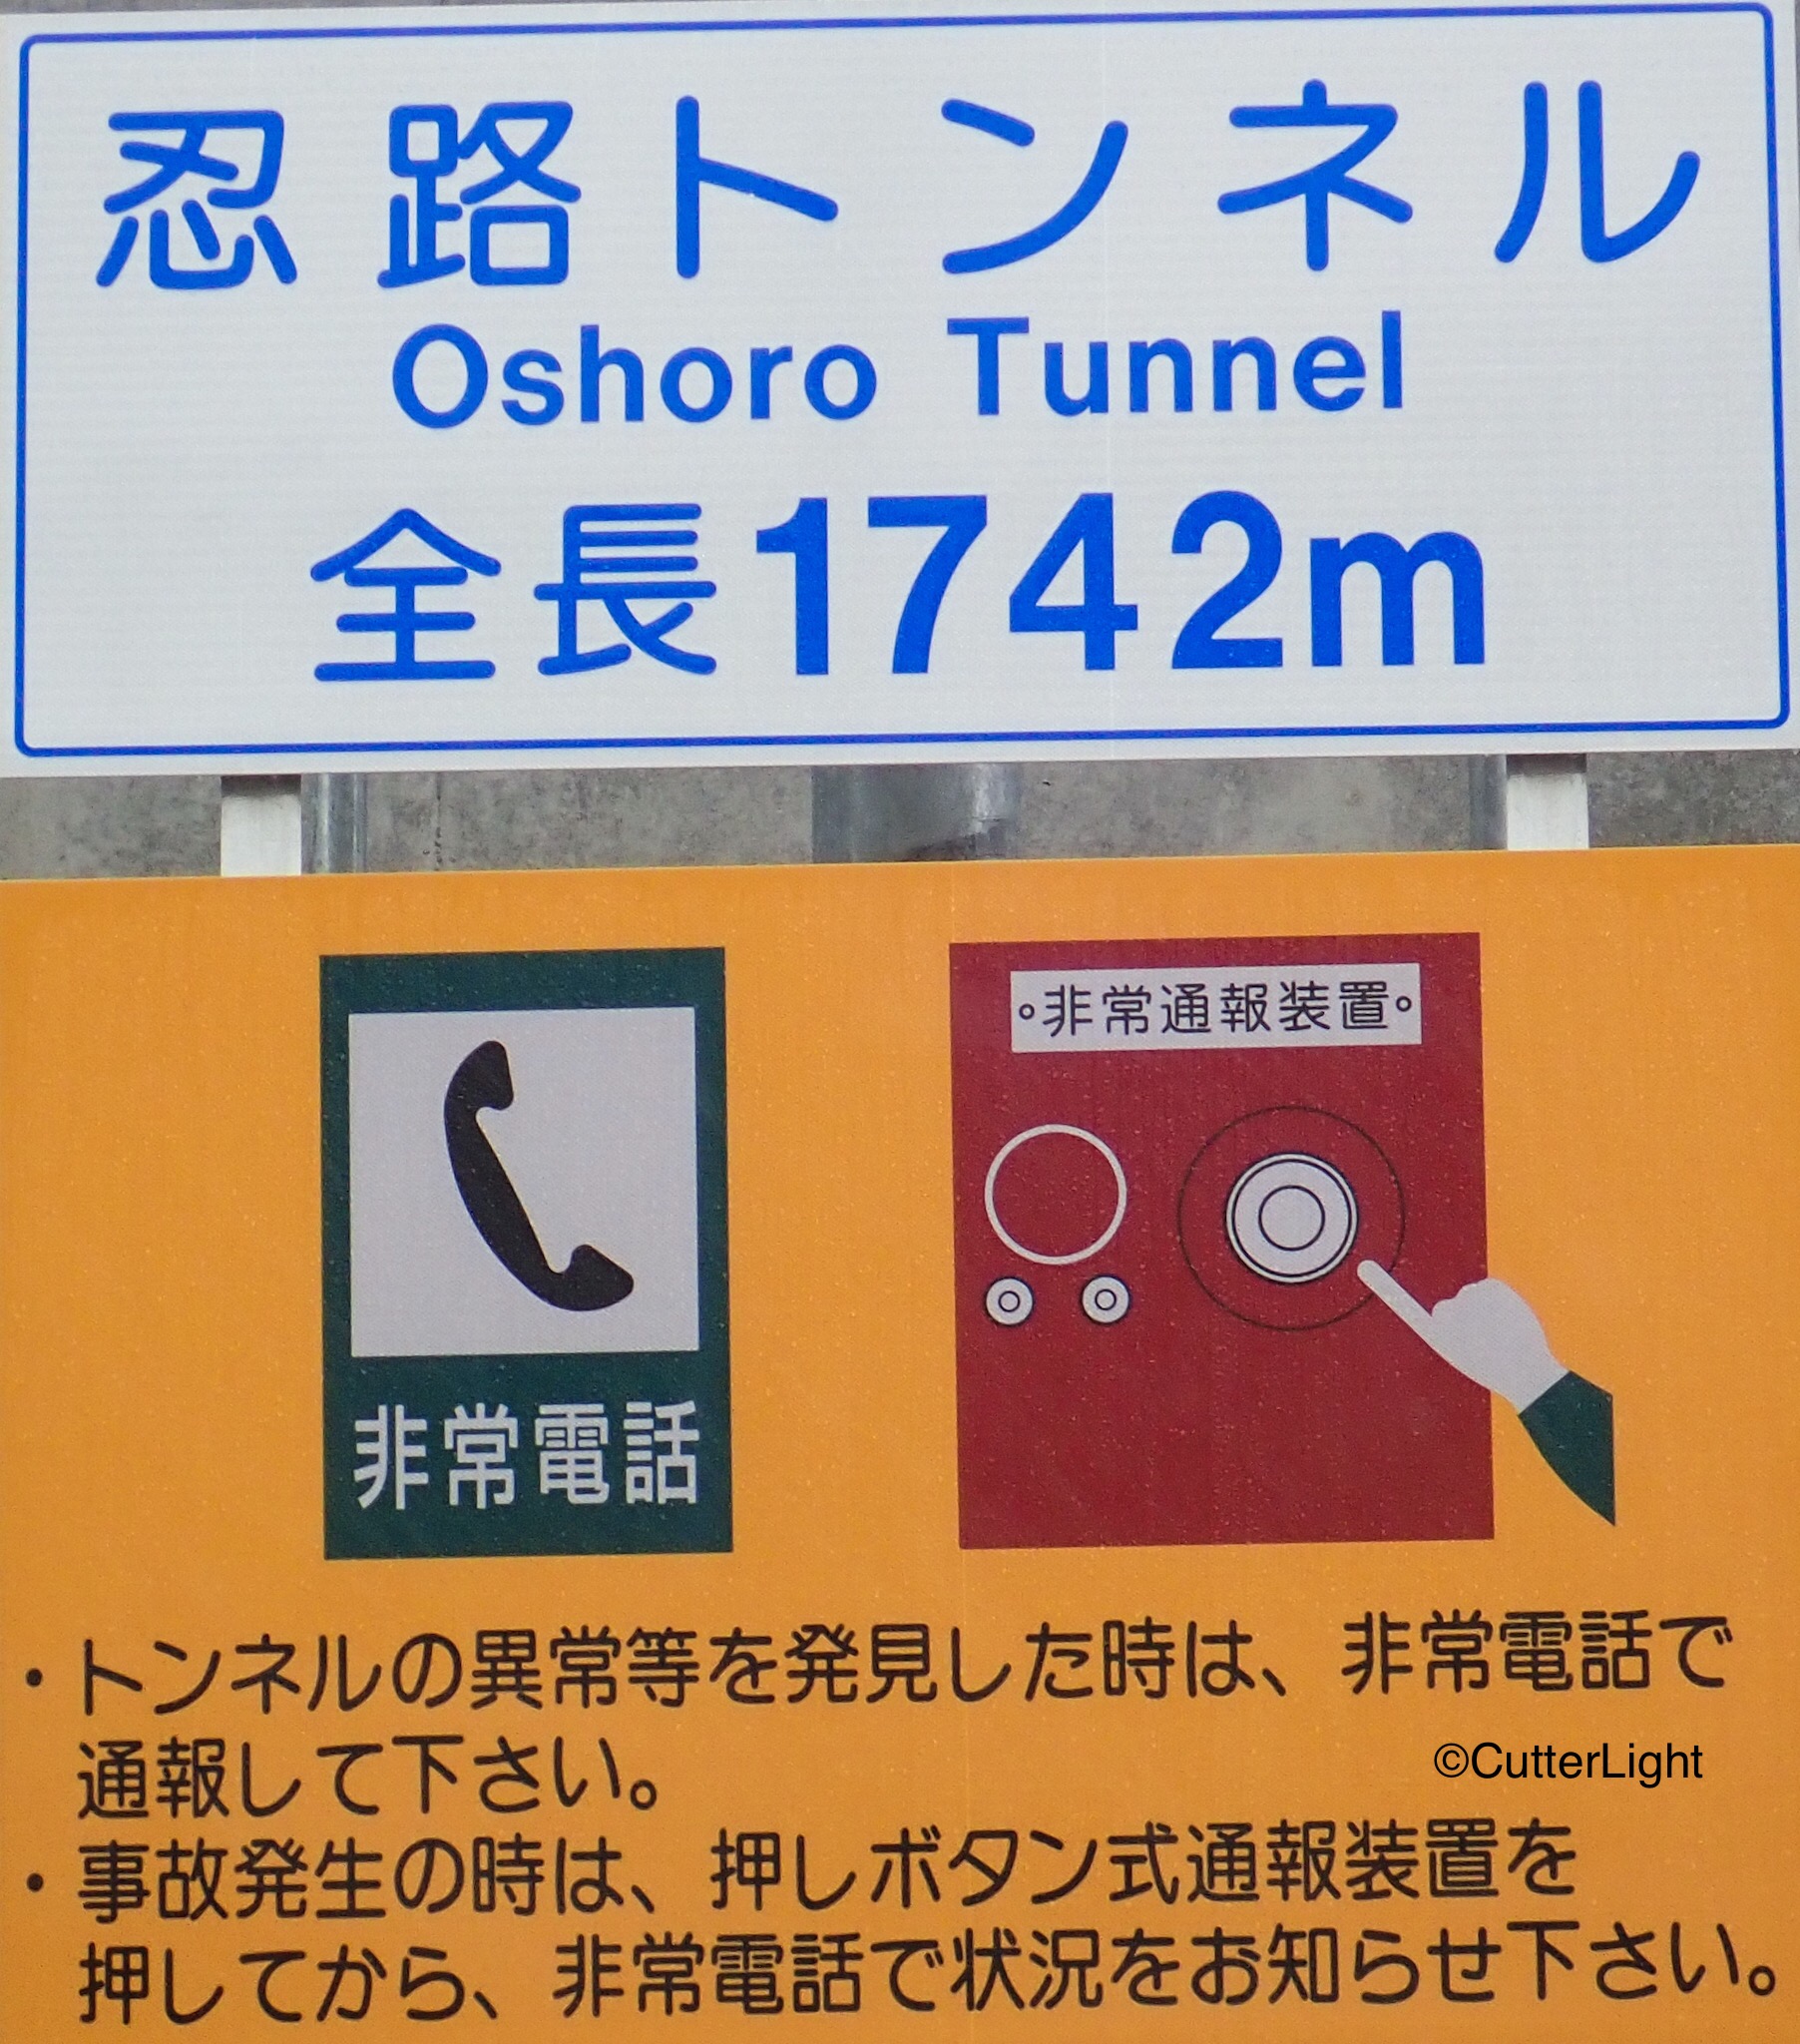 忍路トンネル
Oshoro Tunnel
全長1742m
非常通報装置
非常電話
・トンネルの異常等を発見した時は、非常電話で
通報して下さい。
©CutterLight
・事故発生の時は、押しボタン式通報装置を
押してから、非常電話で状況をお知らせ下さい。